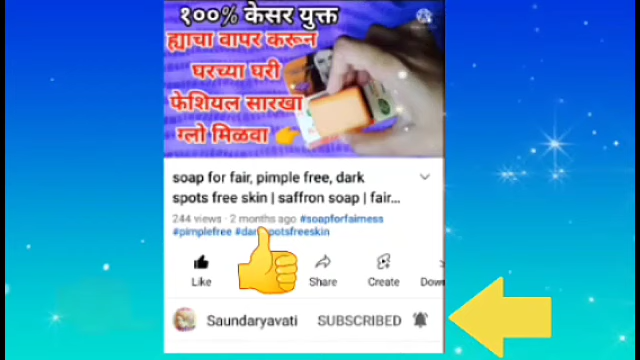 १००% केसर युक्त
ह्याचा वापर करून
घरच्या घरी
फेशियल सारखा
ग्लो मिळवा
soap for fair, pimple free, dark
spots free skin | saffron soap | fair...
244 views · 2 months ago #soapforfairness
#pimplefree
Like Share Create
Saundaryavati SUBSCRIBED